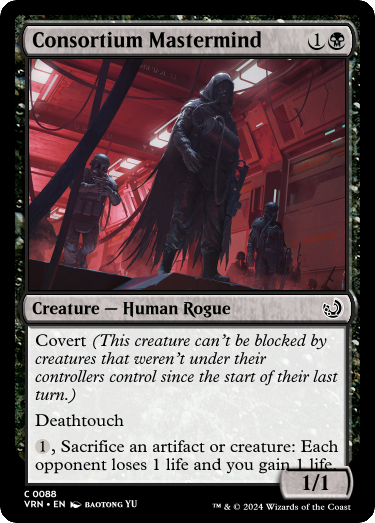 Consortium Mastermind 1
Creature — Human Rogue
Covert (This creature can't be blocked by
creatures that weren't under their
controllers control since the start of their last
turn.)
Deathtouch
1 , Sacrifice an artifact or creature: Each
opponent loses 1 life and you gain 1 life.
1/1
C 0088
VRN • EN BAOTONG YU
™ & © 2024 Wizards of the Coast